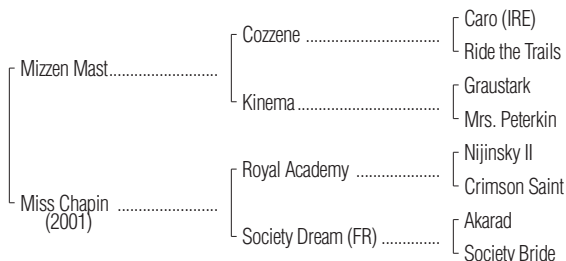 Caro (IRE)
Cozzene
Ride the Trails
Mizzen Mast
Graustark
Kinema
Mrs. Peterkin
Nijinsky II
Royal Academy
Crimson Saint
Miss Chapin
(2001)
Akarad
Society Dream (FR)
Society Bride